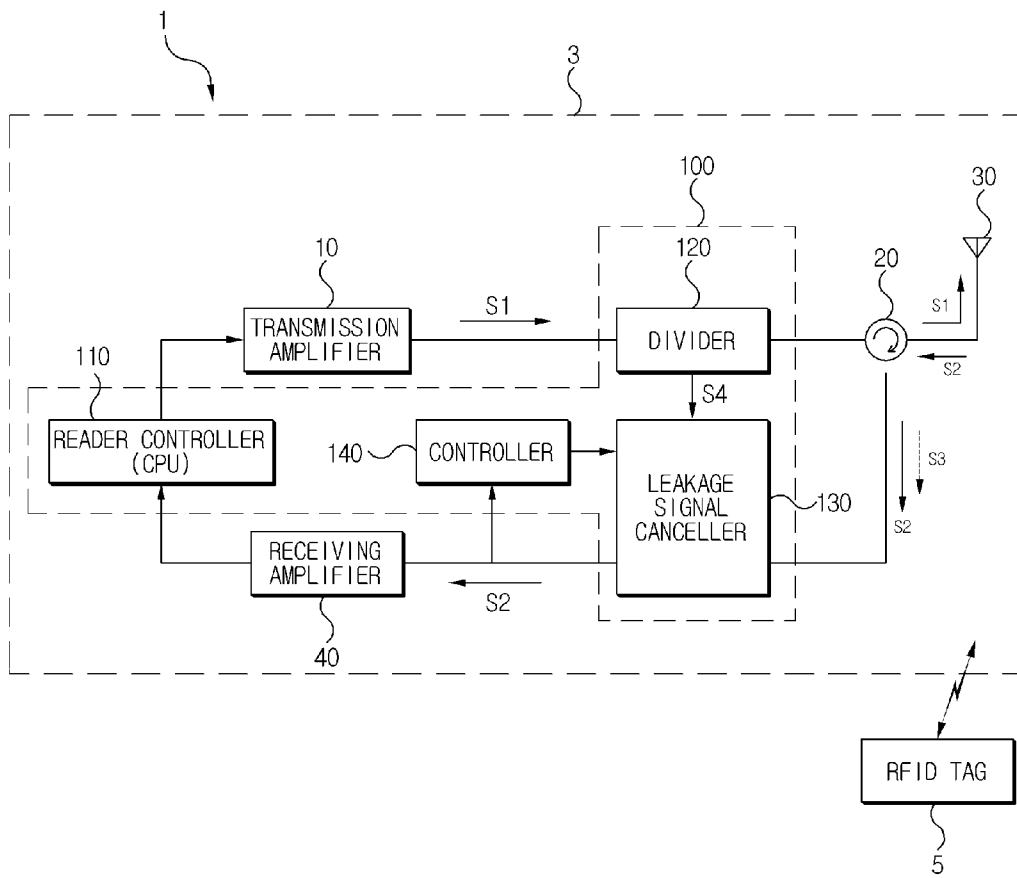 1
3
100
30
10
120
20
S1
S1
TRANSMISSION
AMPLIFIER
DIVIDER
S2
110
S4
READER CONTROLLER
(CPU)
140
CONTROLLER
LEAKAGE
SIGNAL
CANCELLER
130
S3
S2
RECEIVING
AMPLIFIER
S2
40
RFID TAG
5